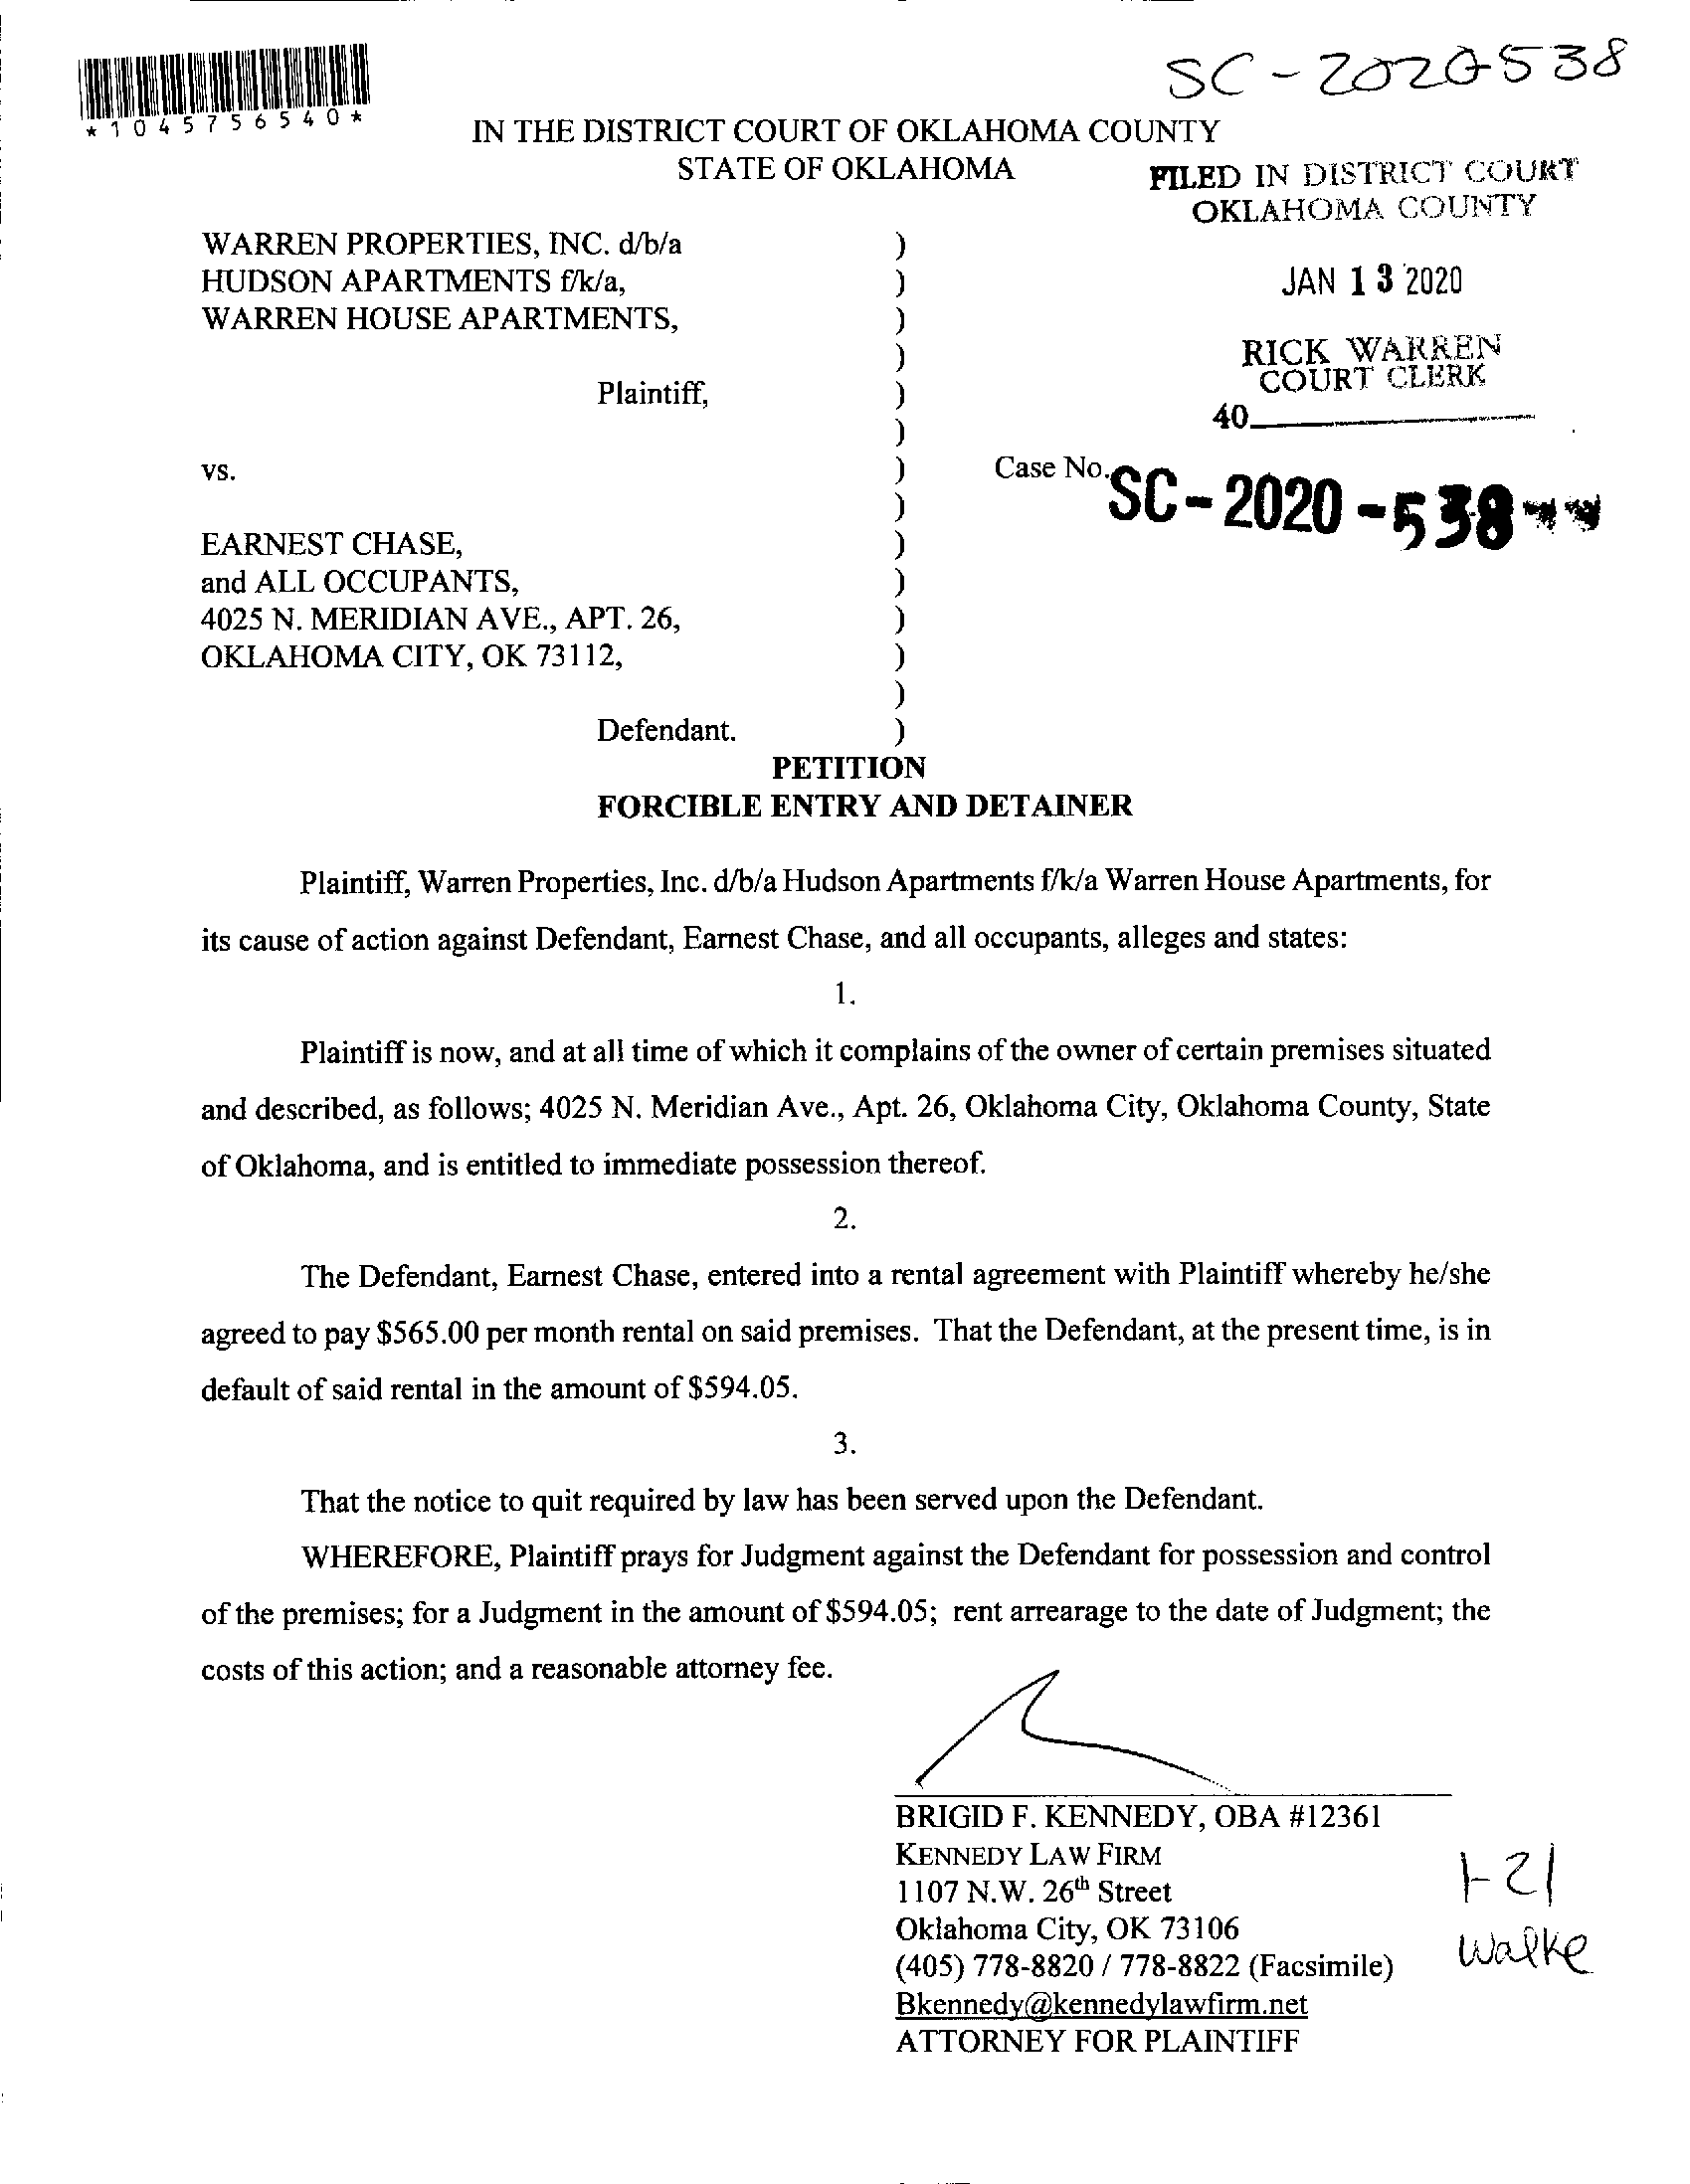 SC-2020-538
*1045756540*
IN THE DISTRICT COURT OF OKLAHOMA COUNTY
STATE OF OKLAHOMA
FILED IN DISTRICT COURT
OKLAHOMA COUNTY
WARREN PROPERTIES, INC. d/b/a )
HUDSON APARTMENTS f/k/a, )
WARREN HOUSE APARTMENTS, )
)
Plaintiff, )
)
vs. )
)
EARNEST CHASE, )
and ALL OCCUPANTS, )
4025 N. MERIDIAN AVE., APT. 26, )
OKLAHOMA CITY, OK 73112, )
)
Defendant. )
JAN 13 2020
RICK WARREN
COURT CLERK
40
Case No. SC-2020-538
PETITION
FORCIBLE ENTRY AND DETAINER
Plaintiff, Warren Properties, Inc. d/b/a Hudson Apartments f/k/a Warren House Apartments, for
its cause of action against Defendant, Earnest Chase, and all occupants, alleges and states:
1.
Plaintiff is now, and at all time of which it complains of the owner of certain premises situated
and described, as follows; 4025 N. Meridian Ave., Apt. 26, Oklahoma City, Oklahoma County, State
of Oklahoma, and is entitled to immediate possession thereof.
2.
The Defendant, Earnest Chase, entered into a rental agreement with Plaintiff whereby he/she
agreed to pay $565.00 per month rental on said premises. That the Defendant, at the present time, is in
default of said rental in the amount of $594.05.
3.
That the notice to quit required by law has been served upon the Defendant.
WHEREFORE, Plaintiff prays for Judgment against the Defendant for possession and control
of the premises; for a Judgment in the amount of $594.05; rent arrearage to the date of Judgment; the
costs of this action; and a reasonable attorney fee.
BRIGID F. KENNEDY, OBA #12361
KENNEDY LAW FIRM
1107 N.W. 26th Street
Oklahoma City, OK 73106
(405) 778-8820 / 778-8822 (Facsimile)
Bkennedy@kennedylawfirm.net
ATTORNEY FOR PLAINTIFF
1-21
Walke